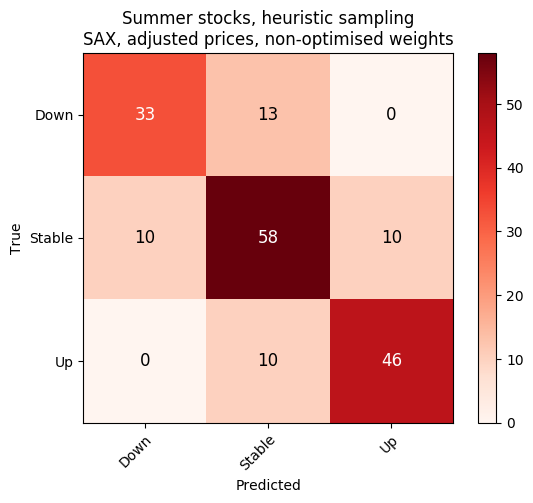 Summer stocks, heuristic sampling
SAX, adjusted prices, non-optimised weights
Down 33 13 0
Stable 10 58 10
Up 0 10 46
True
Down Stable Up
Predicted
50
40
30
20
10
0